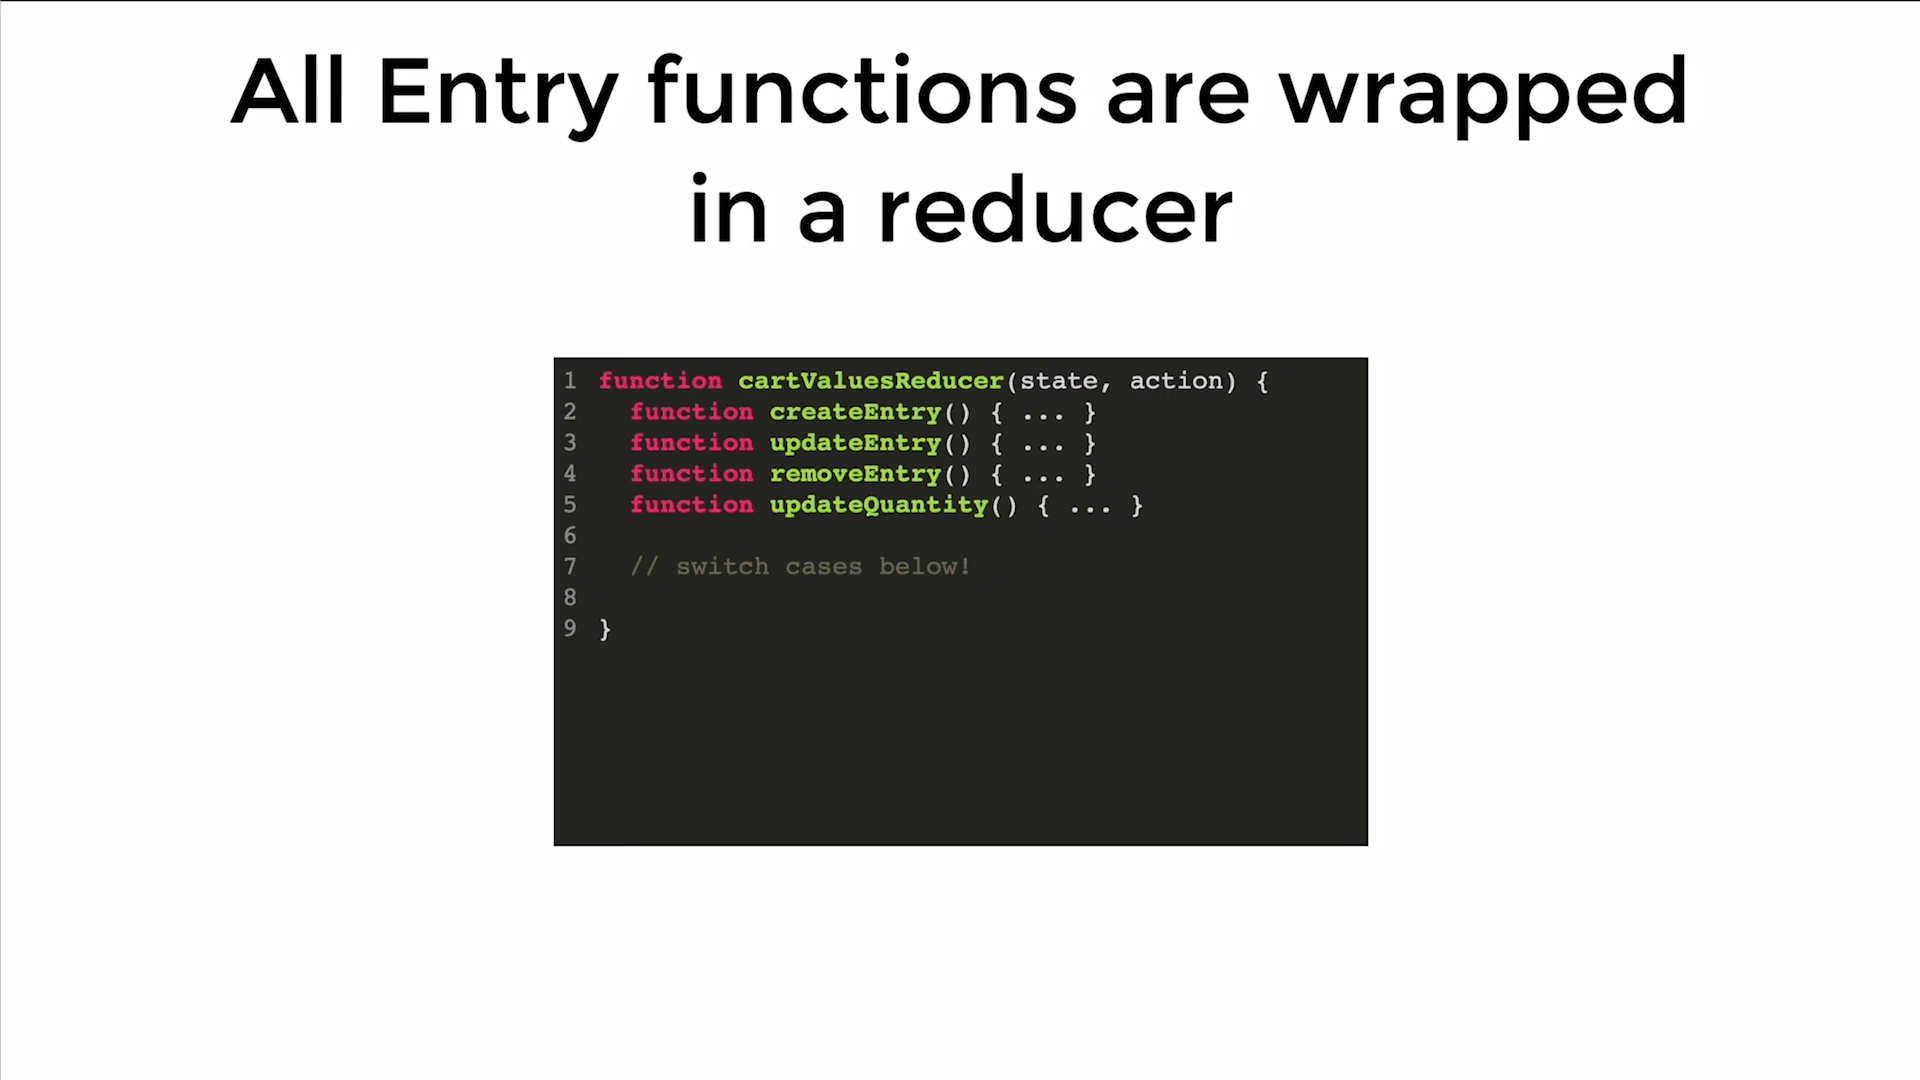 All Entry functions are wrapped
in a reducer
1 function cartValuesReducer(state, action) {
2   function createEntry() { ... }
3   function updateEntry() { ... }
4   function removeEntry() { ... }
5   function updateQuantity() { ... }
6
7   // switch cases below!
8
9 }